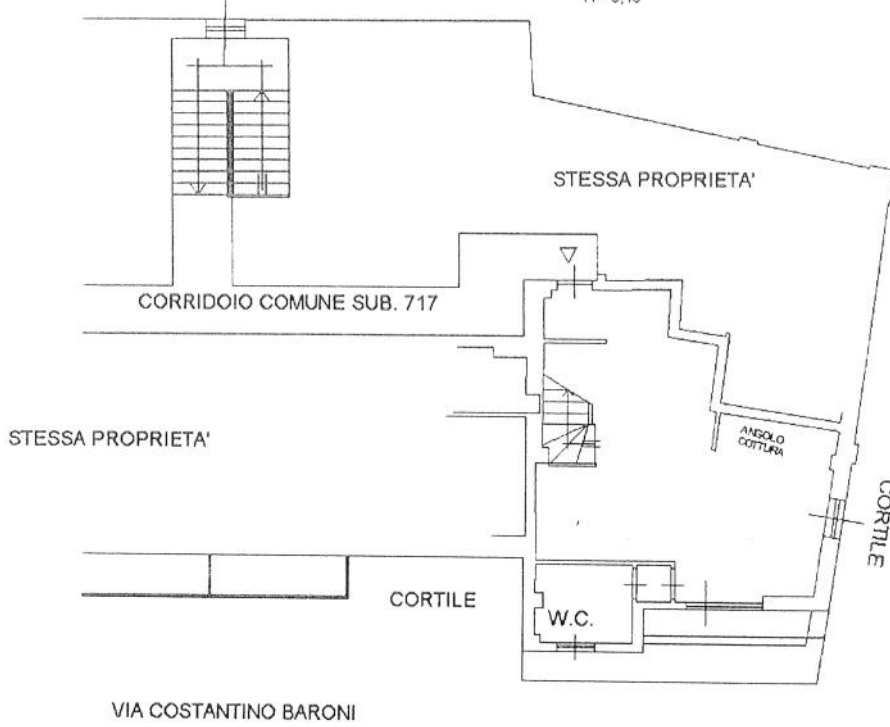 STESSA PROPRIETA'
CORRIDOIO COMUNE SUB. 717
STESSA PROPRIETA'
ANGOLO
COTTURA
CORTILE
CORTILE
W.C.
VIA COSTANTINO BARONI